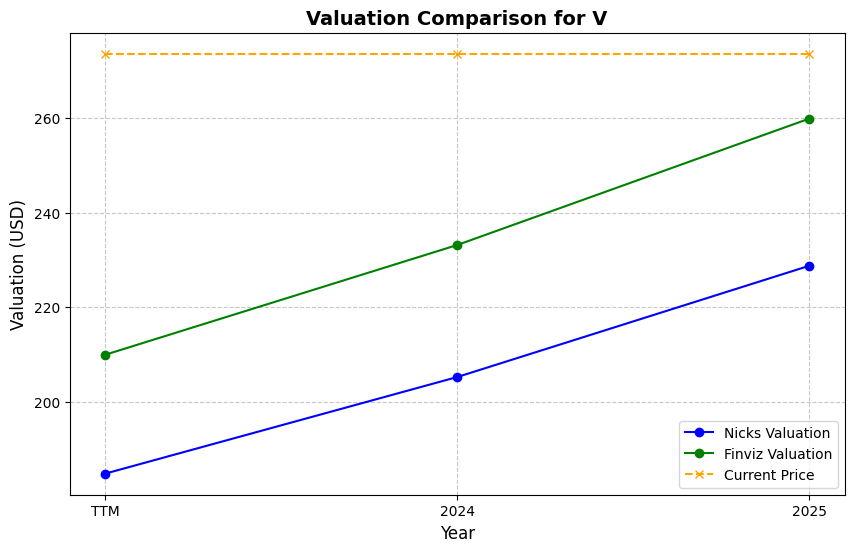 Valuation Comparison for V
Valuation (USD)
260
240
220
200
TTM
2024
2025
Year
Nicks Valuation
Finviz Valuation
Current Price